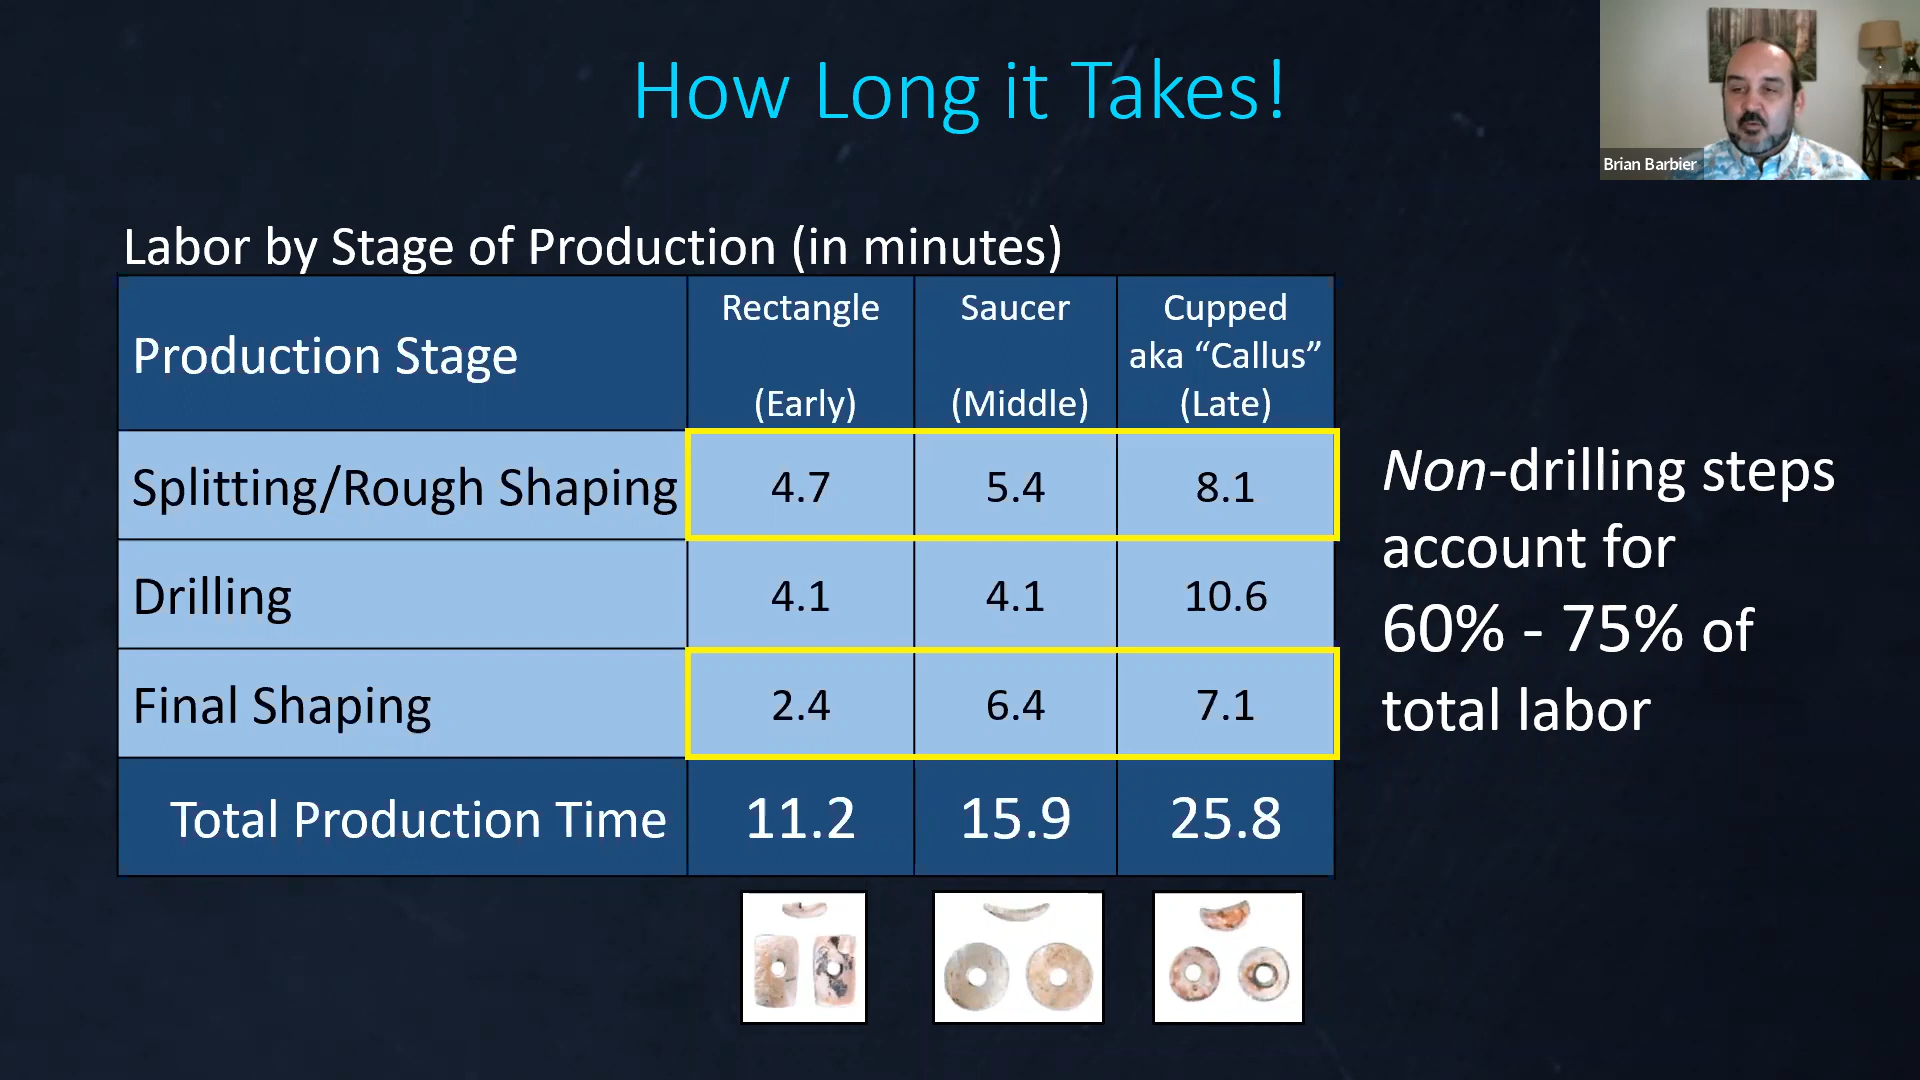 How Long it Takes!
Brian Barbier
Labor by Stage of Production (in minutes)
Production Stage
Rectangle
(Early)
Saucer
(Middle)
Cupped
aka “Callus”
(Late)
Splitting/Rough Shaping 4.7 5.4 8.1
Drilling 4.1 4.1 10.6
Final Shaping 2.4 6.4 7.1
Total Production Time 11.2 15.9 25.8
Non-drilling steps
account for
60% - 75% of
total labor